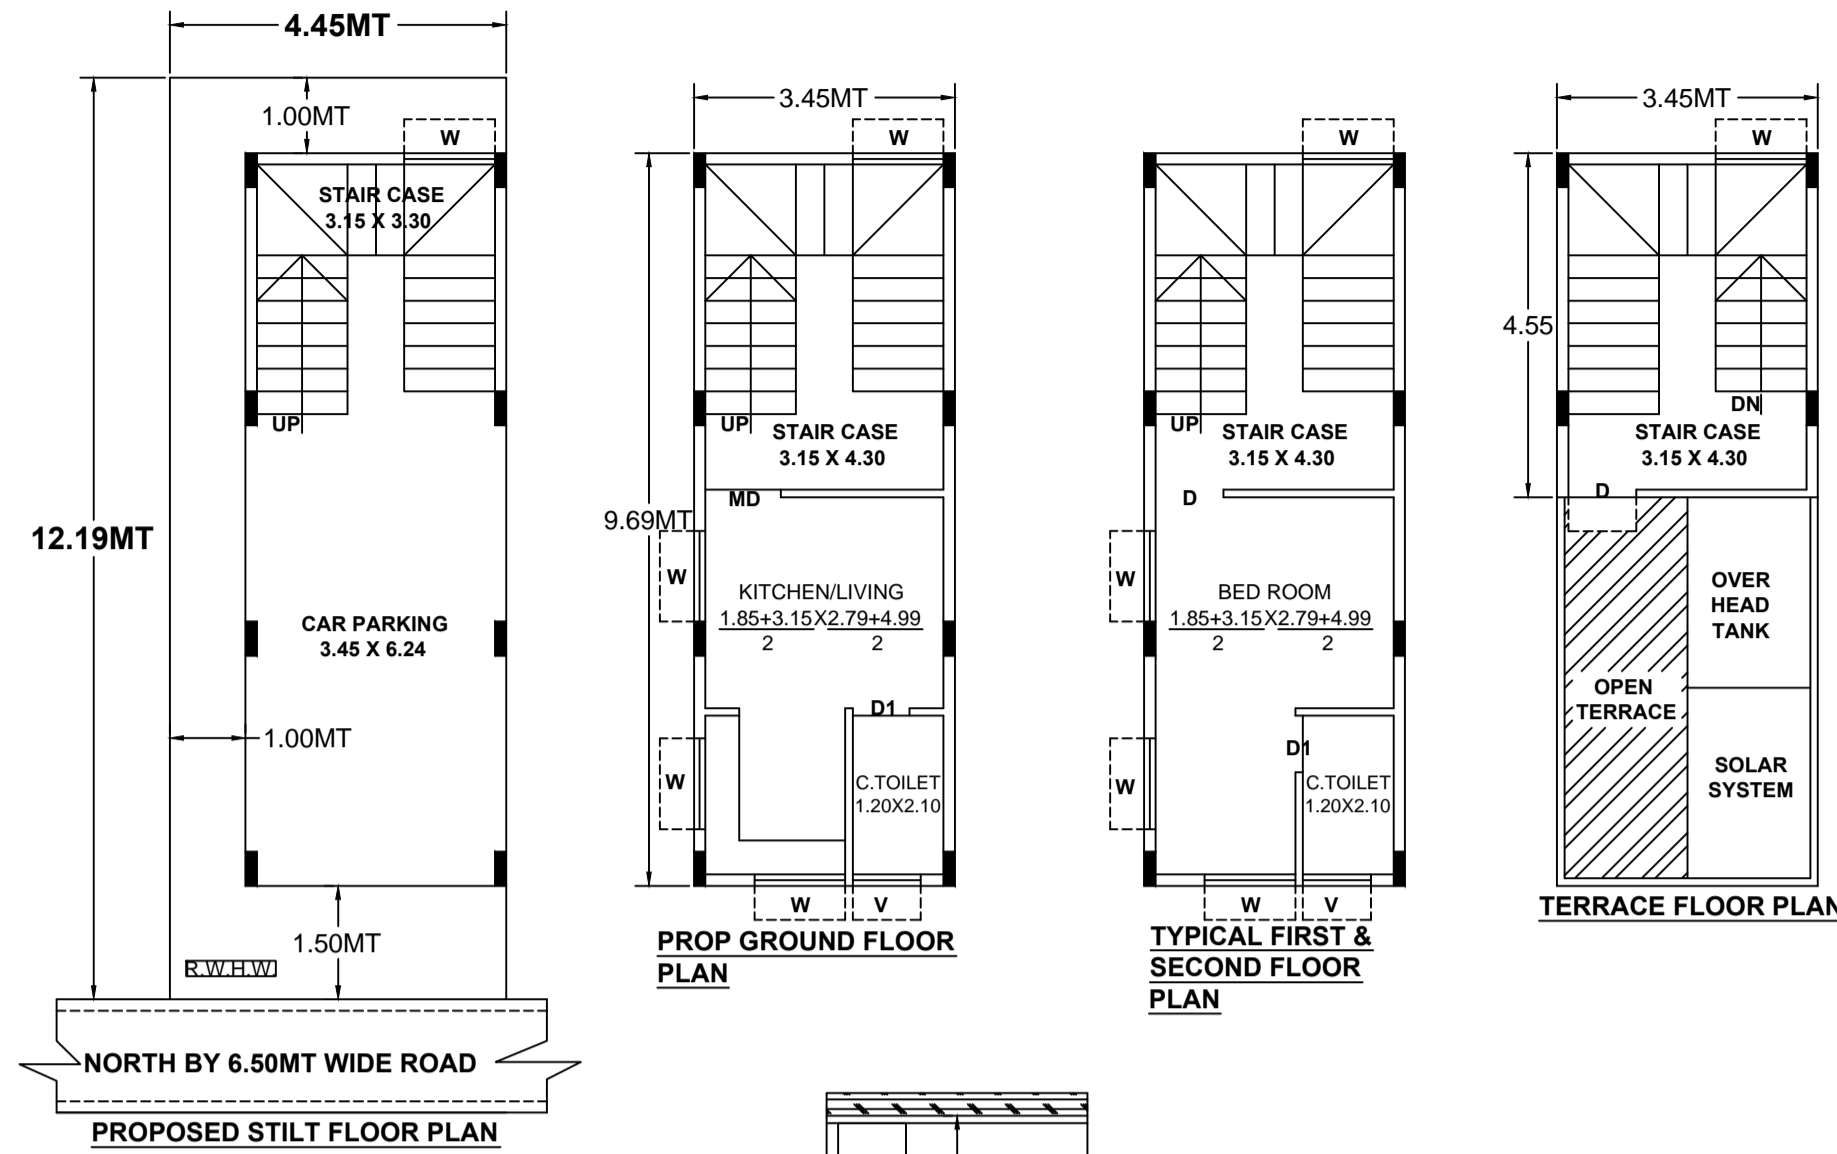 4.45MT
1.00MT
W
STAIR CASE
3.15 X 3.30
UP
12.19MT
CAR PARKING
3.45 X 6.24
1.00MT
1.50MT
R.W.H.W.
NORTH BY 6.50MT WIDE ROAD
PROPOSED STILT FLOOR PLAN
3.45MT
W
UP
STAIR CASE
3.15 X 4.30
MD
9.69MT
W
KITCHEN/LIVING
1.85+3.15X2.79+4.99
2 2
D1
W
C.TOILET
1.20X2.10
W V
PROP GROUND FLOOR
PLAN
W
UP
STAIR CASE
3.15 X 4.30
D
W
BED ROOM
1.85+3.15X2.79+4.99
2 2
D1
W
C.TOILET
1.20X2.10
W V
TYPICAL FIRST &
SECOND FLOOR
PLAN
3.45MT
W
4.55
DN
STAIR CASE
3.15 X 4.30
D
OVER
HEAD
TANK
OPEN
TERRACE
SOLAR
SYSTEM
TERRACE FLOOR PLAN